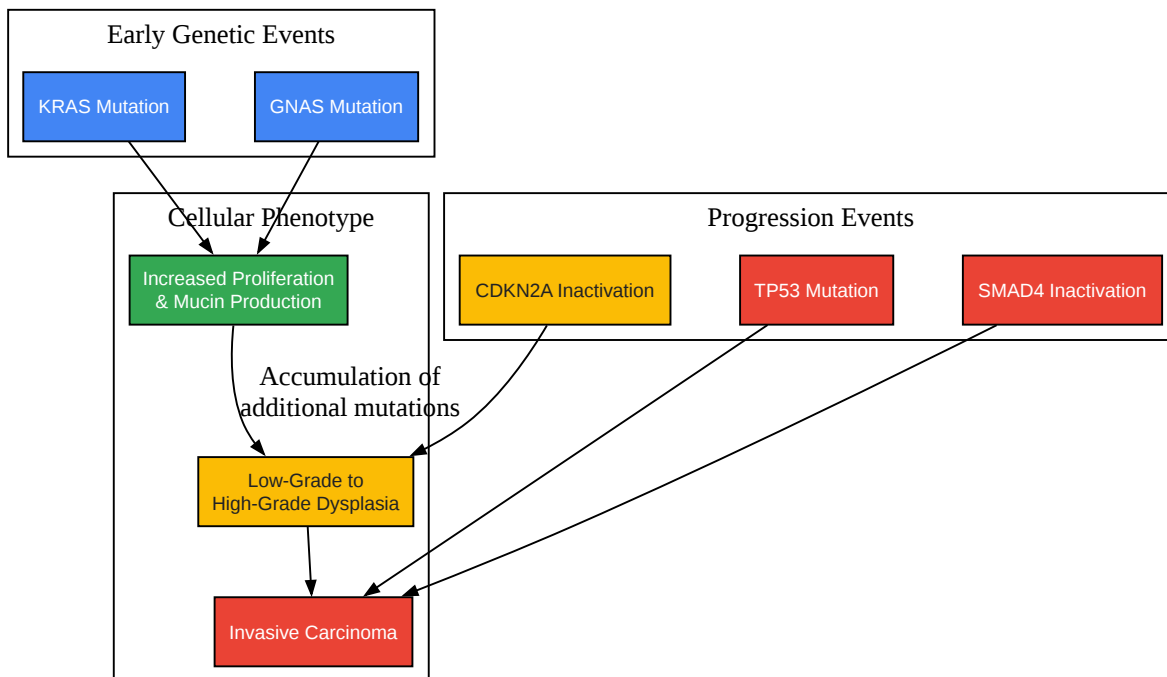 Early Genetic Events
KRAS Mutation
GNAS Mutation
Cellular Phenotype
Progression Events
Increased Proliferation
& Mucin Production
CDKN2A Inactivation
TP53 Mutation
SMAD4 Inactivation
Accumulation of
additional mutations
Low-Grade to
High-Grade Dysplasia
Invasive Carcinoma